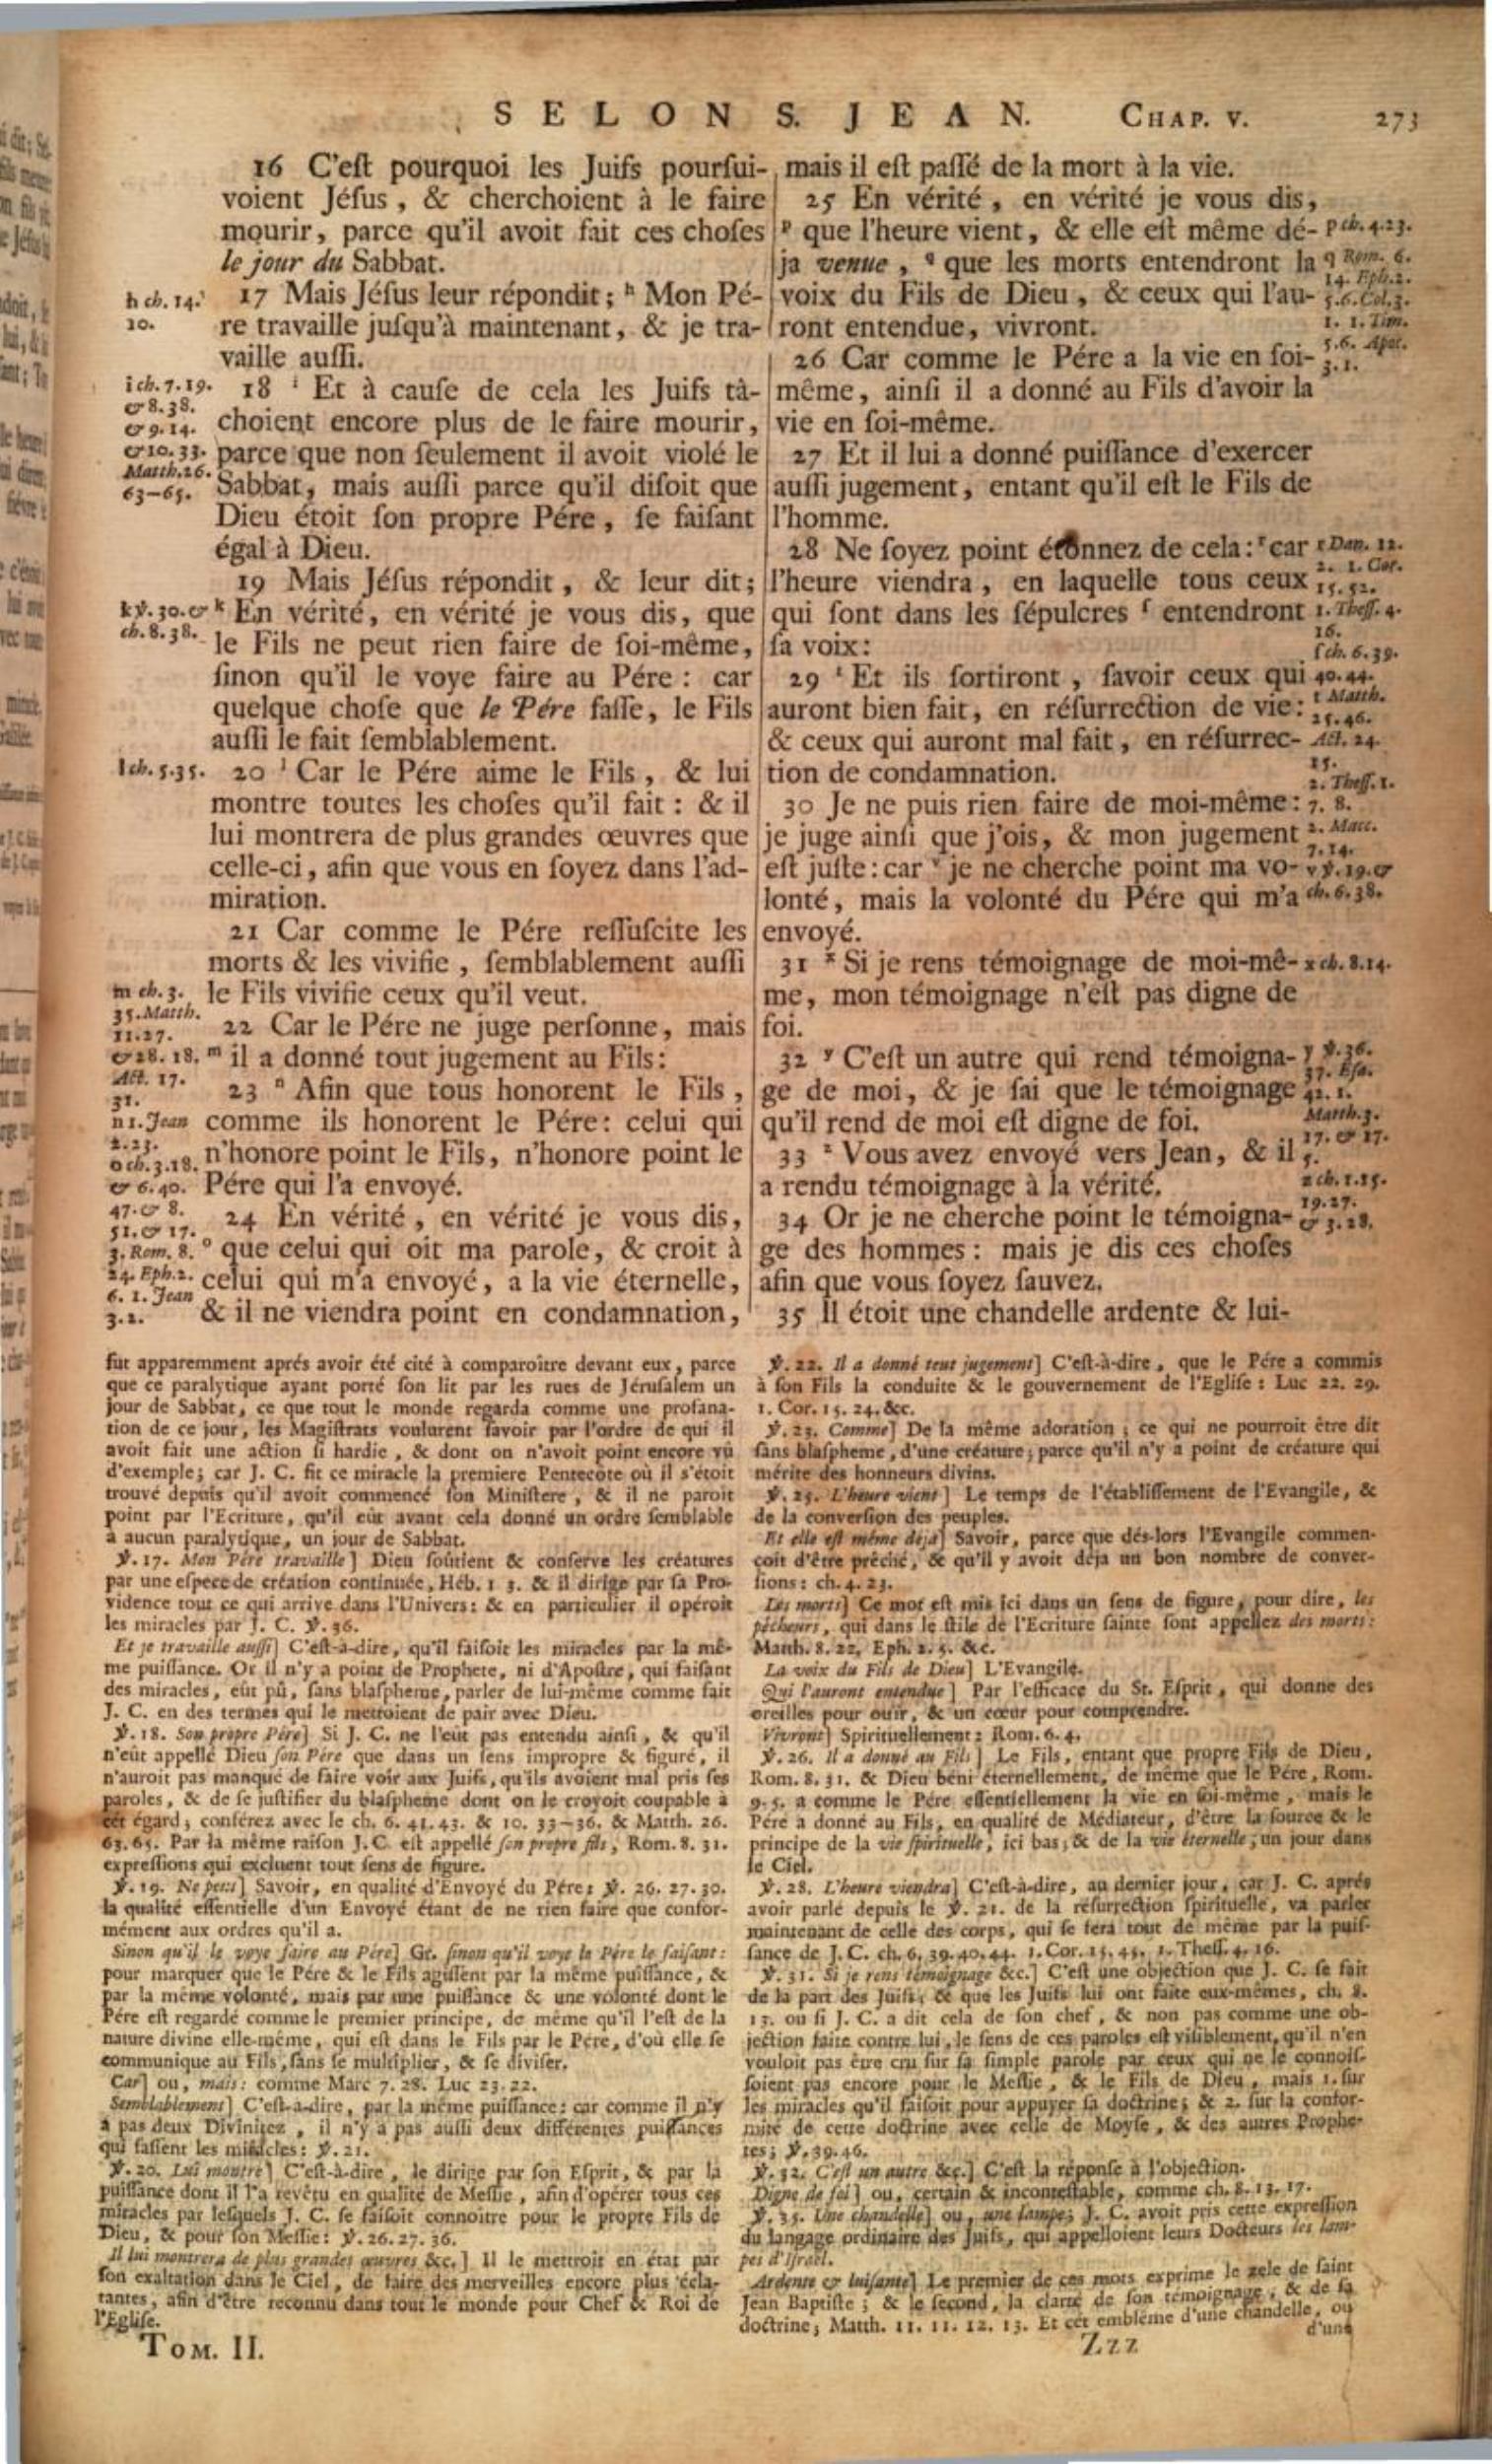 SELON S. JEAN. CHAP. V. 273
16 C'eſt pourquoi les Juifs pourſui-
voient Jéſus, & cherchoient à le faire
mourir, parce qu'il avoit fait ces choſes
le jour du Sabbat.
h ch. 14.
10.
17 Mais Jéſus leur répondit; h Mon Pé-
re travaille juſqu'à maintenant, & je tra-
vaille auſſi.
i ch. 7. 19.
& 8. 38.
& 9. 14.
& 10. 33.
Matth. 26.
63-65.
18 i Et à cauſe de cela les Juifs tâ-
choient encore plus de le faire mourir,
parce que non ſeulement il avoit violé le
Sabbat, mais auſſi parce qu'il diſoit que
Dieu étoit ſon propre Pére, ſe faiſant
égal à Dieu.
19 Mais Jéſus répondit, & leur dit;
k ℣. 30. &
ch. 8. 38.
k En vérité, en vérité je vous dis, que
le Fils ne peut rien faire de ſoi-même,
ſinon qu'il le voye faire au Pére : car
quelque choſe que le Pére faſſe, le Fils
auſſi le fait ſemblablement.
l ch. 5. 35.
20 l Car le Pére aime le Fils, & lui
montre toutes les choſes qu'il fait : & il
lui montrera de plus grandes œuvres que
celle-ci, afin que vous en ſoyez dans l'ad-
miration.
21 Car comme le Pére reſſuſcite les
morts & les vivifie, ſemblablement auſſi
le Fils vivifie ceux qu'il veut.
m ch. 3.
35. Matth.
11. 27.
& 28. 18.
Act. 17.
31.
22 Car le Pére ne juge perſonne, mais
m il a donné tout jugement au Fils:
n 1. Jean
2. 23.
23 n Afin que tous honorent le Fils,
comme ils honorent le Pére: celui qui
n'honore point le Fils, n'honore point le
Pére qui l'a envoyé.
o ch. 3. 18.
& 6. 40.
47. & 8.
51. & 17.
3. Rom. 8.
24. Eph. 2.
6. 1. Jean
3. 2.
24 En vérité, en vérité je vous dis,
o que celui qui oit ma parole, & croit à
celui qui m'a envoyé, a la vie éternelle,
& il ne viendra point en condamnation,
mais il eſt paſſé de la mort à la vie.
25 En vérité, en vérité je vous dis,
p que l'heure vient, & elle eſt même dé-
ja venue, q que les morts entendront la
voix du Fils de Dieu, & ceux qui l'au-
ront entendue, vivront.
p ch. 4. 23.
q Rom. 6.
14. Eph. 2.
5. 6. Col. 3.
1. 1. Tim.
5. 6. Apoc.
3. 1.
26 Car comme le Pére a la vie en ſoi-
même, ainſi il a donné au Fils d'avoir la
vie en ſoi-même.
27 Et il lui a donné puiſſance d'exercer
auſſi jugement, entant qu'il eſt le Fils de
l'homme.
28 Ne ſoyez point étonnez de cela: r car
l'heure viendra, en laquelle tous ceux
qui ſont dans les ſépulcres ſ entendront
ſa voix:
r Dan. 12.
2. 1. Cor.
15. 52.
1. Theſſ. 4.
16.
ſ ch. 6. 39.
40. 44.
29 t Et ils ſortiront, ſavoir ceux qui
auront bien fait, en réſurrection de vie:
& ceux qui auront mal fait, en réſurrec-
tion de condamnation.
t Matth.
25. 46.
Act. 24.
15.
2. Theſſ. 1.
7. 8.
2. Macc.
7. 14.
30 Je ne puis rien faire de moi-même:
je juge ainſi que j'ois, & mon jugement
eſt juſte: car v je ne cherche point ma vo-
lonté, mais la volonté du Pére qui m'a
envoyé.
v ℣. 19. &
ch. 6. 38.
31 x Si je rens témoignage de moi-mê-
me, mon témoignage n'eſt pas digne de
foi.
x ch. 8. 14.
32 y C'eſt un autre qui rend témoigna-
ge de moi, & je ſai que le témoignage
qu'il rend de moi eſt digne de foi.
y ℣. 36.
37. Eſa.
42. 1.
Matth. 3.
17. & 17.
5.
33 z Vous avez envoyé vers Jean, & il
a rendu témoignage à la vérité.
z ch. 1. 15.
19. 27.
& 3. 28.
34 Or je ne cherche point le témoigna-
ge des hommes : mais je dis ces choſes
afin que vous ſoyez ſauvez.
35 Il étoit une chandelle ardente & lui-
fût apparemment aprés avoir été cité à comparoître devant eux, parce
que ce paralytique ayant porté ſon lit par les rues de Jéruſalem un
jour de Sabbat, ce que tout le monde regarda comme une profana-
tion de ce jour, les Magiſtrats voulurent ſavoir par l'ordre de qui il
avoit fait une action ſi hardie, & dont on n'avoit point encore vû
d'exemple; car J. C. fit ce miracle la premiere Pentecôte où il s'étoit
trouvé depuis qu'il avoit commencé ſon Miniſtere, & il ne paroît
point par l'Ecriture, qu'il eût avant cela donné un ordre ſemblable
à aucun paralytique, un jour de Sabbat.
℣. 17. Mon Pére travaille] Dieu ſoûtient & conſerve les créatures
par une eſpece de création continuée, Héb. 1 3. & il dirige par ſa Pro-
vidence tout ce qui arrive dans l'Univers: & en particulier il opéroit
les miracles par J. C. ℣. 36.
Et je travaille auſſi] C'eſt-à-dire, qu'il faiſoit les miracles par la mê-
me puiſſance. Or il n'y a point de Prophete, ni d'Apoſtre, qui faiſant
des miracles, eût pû, ſans blaſpheme, parler de lui-même comme fait
J. C. en des termes qui le mettoient de pair avec Dieu.
℣. 18. Son propre Pére] Si J. C. ne l'eût pas entendu ainſi, & qu'il
n'eût appellé Dieu ſon Pére que dans un ſens impropre & figuré, il
n'auroit pas manqué de faire voir aux Juifs, qu'ils avoient mal pris ſes
paroles, & de ſe juſtifier du blaſpheme dont on le croyoit coupable à
cét égard; conférez avec le ch. 6. 41. 43. & 10. 33-36. & Matth. 26.
63. 65. Par la même raiſon J. C. eſt appellé ſon propre fils, Rom. 8. 31.
expreſſions qui excluent tout ſens de figure.
℣. 19. Ne peut] Savoir, en qualité d'Envoyé du Pére: ℣. 26. 27. 30.
la qualité eſſentielle d'un Envoyé étant de ne rien faire que confor-
mément aux ordres qu'il a.
Sinon qu'il le voye faire au Pére] Gr. ſinon qu'il voye le Pére le faiſant:
pour marquer que le Pére & le Fils agiſſent par la même puiſſance, &
par la même volonté, mais par une puiſſance & une volonté dont le
Pére eſt regardé comme le premier principe, de même qu'il l'eſt de la
nature divine elle-même, qui eſt dans le Fils par le Pére, d'où elle ſe
communique au Fils, ſans ſe multiplier, & ſe diviſer.
Car] ou, mais: comme Marc 7. 28. Luc 23. 22.
Semblablement] C'eſt-à-dire, par la même puiſſance: car comme il n'y
a pas deux Divinitez, il n'y a pas auſſi deux différentes puiſſances
qui faſſent les miracles: ℣. 21.
℣. 20. Lui montre] C'eſt-à-dire, le dirige par ſon Eſprit, & par la
puiſſance dont il l'a revêtu en qualité de Meſſie, afin d'opérer tous ces
miracles par leſquels J. C. ſe faiſoit connoître pour le propre Fils de
Dieu, & pour ſon Meſſie: ℣. 26. 27. 36.
Il lui montrera de plus grandes œuvres &c.] Il le mettroit en état par
ſon exaltation dans le Ciel, de faire des merveilles encore plus écla-
tantes, afin d'être reconnu dans tout le monde pour Chef & Roi de
l'Egliſe.
℣. 22. Il a donné tout jugement] C'eſt-à-dire, que le Pére a commis
à ſon Fils la conduite & le gouvernement de l'Egliſe : Luc 22. 29.
1. Cor. 15. 24. &c.
℣. 23. Comme] De la même adoration ; ce qui ne pourroit être dit
ſans blaſpheme, d'une créature; parce qu'il n'y a point de créature qui
mérite des honneurs divins.
℣. 25. L'heure vient] Le temps de l'établiſſement de l'Evangile, &
de la converſion des peuples.
Et elle eſt même déja] Savoir, parce que dés-lors l'Evangile commen-
çoit d'être prêché, & qu'il y avoit déja un bon nombre de conver-
ſions : ch. 4. 23.
Les morts] Ce mot eſt mis ici dans un ſens de figure, pour dire, les
pécheurs, qui dans le ſtile de l'Ecriture ſainte ſont appellez des morts:
Matth. 8. 22. Eph. 2. 5. &c.
La voix du Fils de Dieu] L'Evangile.
Qui l'auront entendue] Par l'efficace du St. Eſprit, qui donne des
oreilles pour ouïr, & un cœur pour comprendre.
Vivront] Spirituellement: Rom. 6. 4.
℣. 26. Il a donné au Fils] Le Fils, entant que propre Fils de Dieu,
Rom. 8. 31. & Dieu béni éternellement, de même que le Pére, Rom.
9. 5. a comme le Pére eſſentiellement la vie en ſoi-même, mais le
Pére a donné au Fils, en qualité de Médiateur, d'être la ſource & le
principe de la vie ſpirituelle, ici bas; & de la vie éternelle, un jour dans
le Ciel.
℣. 28. L'heure viendra] C'eſt-à-dire, au dernier jour, car J. C. aprés
avoir parlé depuis le ℣. 21. de la réſurrection ſpirituelle, va parler
maintenant de celle des corps, qui ſe fera tout de même par la puiſ-
ſance de J. C. ch. 6. 39. 40. 44. 1. Cor. 15. 45. 1. Theſſ. 4. 16.
℣. 31. Si je rens témoignage &c.] C'eſt une objection que J. C. ſe fait
de la part des Juifs, & que les Juifs lui ont faite eux-mêmes, ch. 8.
13. ou ſi J. C. a dit cela de ſon chef, & non pas comme une ob-
jection faite contre lui, le ſens de ces paroles eſt viſiblement, qu'il n'en
vouloit pas être cru ſur ſa ſimple parole par ceux qui ne le connoiſ-
ſoient pas encore pour le Meſſie, & le Fils de Dieu, mais 1. ſur
les miracles qu'il faiſoit pour appuyer ſa doctrine; & 2. ſur la confor-
mité de cette doctrine avec celle de Moyſe, & des autres Prophe-
tes; ℣. 39. 46.
℣. 32. C'eſt un autre &c.] C'eſt la réponſe à l'objection.
Digne de foi] ou, certain & inconteſtable, comme ch. 8. 13. 17.
℣. 35. Une chandelle] ou, une lampe; J. C. avoit pris cette expreſſion
du langage ordinaire des Juifs, qui appelloient leurs Docteurs les lam-
pes d'Iſraël.
Ardente & luiſante] Le premier de ces mots exprime le zele de ſaint
Jean Baptiſte ; & le ſecond, la clarté de ſon témoignage, & de ſa
doctrine; Matth. 11. 11. 12. 13. Et cét emblême d'une chandelle, ou
d'une
TOM. II. Zzz